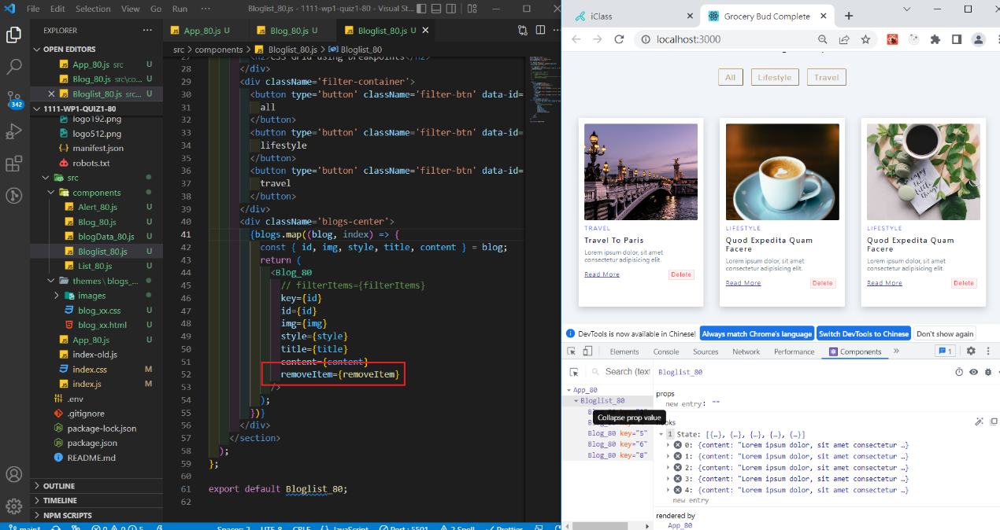 File Edit Selection View Go Run ··· Bloglist_80.js - 1111-wp1-quiz1-80 - Visual St...
EXPLORER
OPEN EDITORS
App_80.js src
Blog_80.js src\co... U
Bloglist_80.js src... U
1111-WP1-QUIZ1-80
logo192.png
logo512.png
manifest.json
robots.txt
src
components
Alert_80.js U
Blog_80.js U
blogData_80.js U
Bloglist_80.js U
List_80.js U
themes \ blogs_...
images
blog_xx.css U
blog_xx.html U
App_80.js U
index-old.js
index.css M
index.js M
.env
.gitignore
package-lock.json
package.json
README.md
OUTLINE
TIMELINE
NPM SCRIPTS
342
App_80.js U Blog_80.js U Bloglist_80.js U
src > components > Bloglist_80.js > Bloglist_80
27 <h2>CSS Grid using breakpoints</h2>
28 </div>
29 <div className='filter-container'>
30 <button type='button' className='filter-btn' data-id=
31 all
32 </button>
33 <button type='button' className='filter-btn' data-id=
34 lifestyle
35 </button>
36 <button type='button' className='filter-btn' data-id=
37 travel
38 </button>
39 </div>
40 <div className='blogs-center'>
41 {blogs.map((blog, index) => {
42 const { id, img, style, title, content } = blog;
43 return (
44 <Blog_80
45 // filterItems={filterItems}
46 key={id}
47 id={id}
48 img={img}
49 style={style}
50 title={title}
51 content={content}
52 removeItem={removeItem}
53 />
54 );
55 })}
56 </div>
57 </section>
58 );
59 };
60
61 export default Bloglist_80;
62
main* 0 0 5 Spaces: 2 UTF-8 CRLF {} JavaScript Port : 5501 2 Spell Prettier
iClass Grocery Bud Complete
localhost:3000
All Lifestyle Travel
TRAVEL
Travel To Paris
Lorem ipsum dolor, sit amet
consectetur adipisicing elit.
Read More Delete
LIFESTYLE
Quod Expedita Quam
Facere
Lorem ipsum dolor, sit amet
consectetur adipisicing elit.
Read More Delete
enjoy
the
little
things
LIFESTYLE
Quod Expedita Quam
Facere
Lorem ipsum dolor, sit amet
consectetur adipisicing elit.
Read More Delete
DevTools is now available in Chinese! Always match Chrome's language Switch DevTools to Chinese Don't show again
Elements Console Sources Network Performance Components 1
Search (text Bloglist_80
App_80
Bloglist_80
Collapse prop value
Blog_80 key="5"
Blog_80 key="6"
Blog_80 key="8"
props
new entry: ""
hooks
1 State: [{…}, {…}, {…}, {…}, {…}]
0: {content: "Lorem ipsum dolor, sit amet consectetur …}
1: {content: "Lorem ipsum dolor, sit amet consectetur …}
2: {content: "Lorem ipsum dolor, sit amet consectetur …}
3: {content: "Lorem ipsum dolor, sit amet consectetur …}
4: {content: "Lorem ipsum dolor, sit amet consectetur …}
new entry
rendered by
App_80